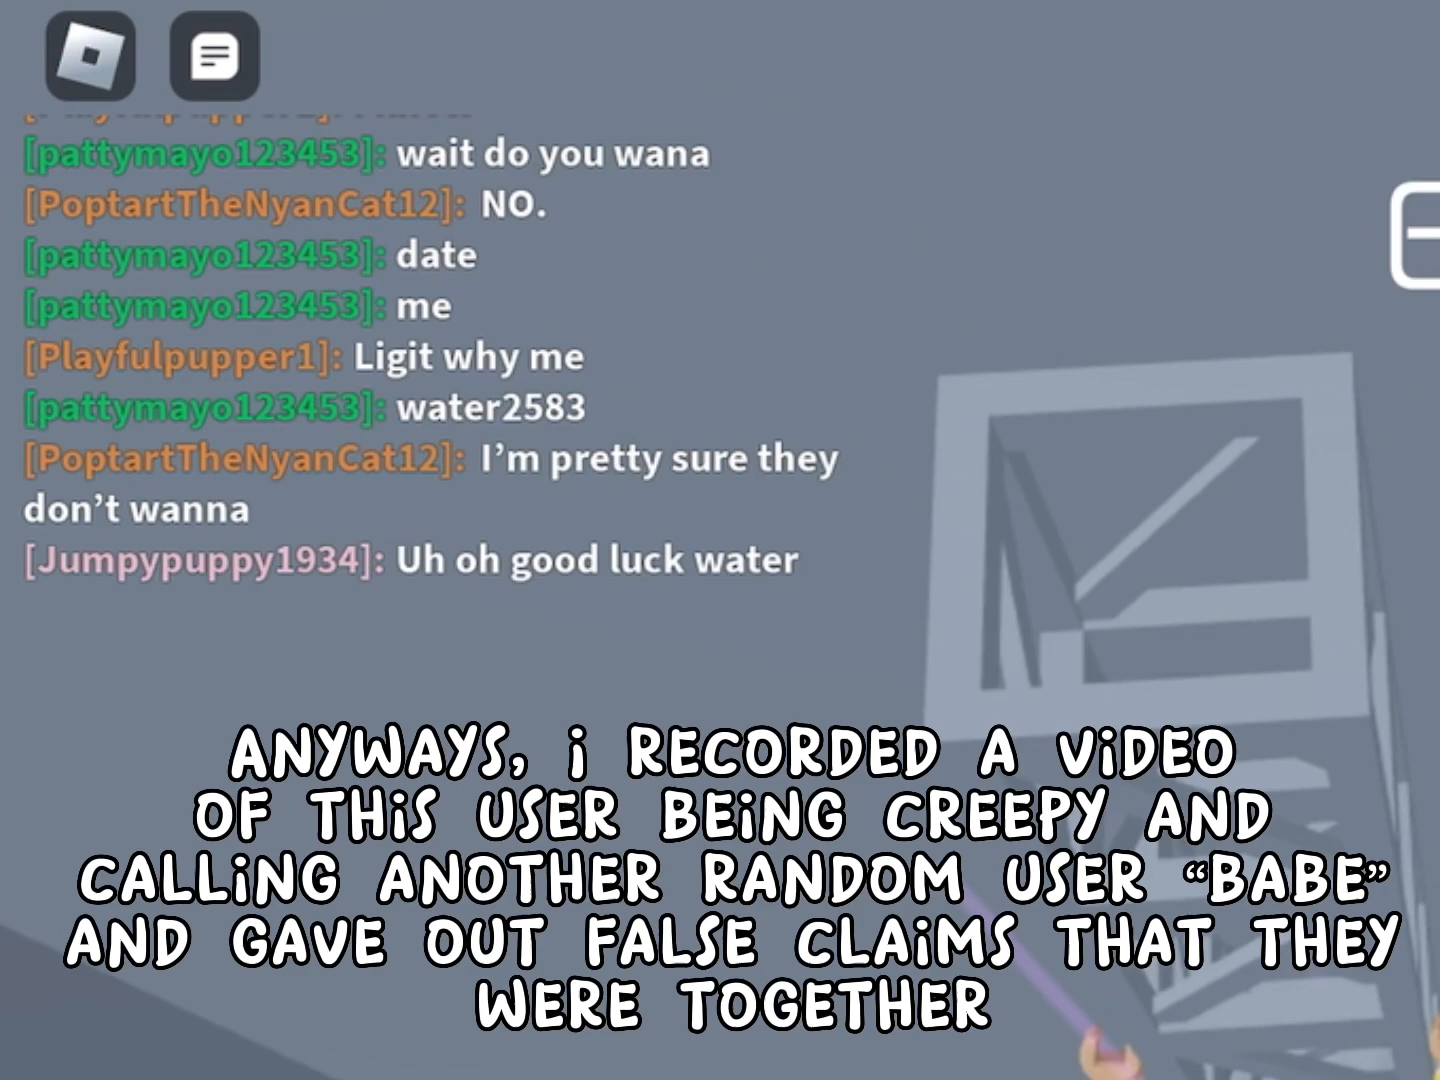 [pattymayo123453]: wait do you wana
[PoptartTheNyanCat12]: NO.
[pattymayo123453]: date
[pattymayo123453]: me
[Playfulpupper1]: Ligit why me
[pattymayo123453]: water2583
[PoptartTheNyanCat12]: I'm pretty sure they
don't wanna
[Jumpypuppy1934]: Uh oh good luck water
ANYWAYS, i RECORDED A ViDEO
OF THiS USER BEiNG CREEPY AND
CALLiNG ANOTHER RANDOM USER “BABE”
AND GAVE OUT FALSE CLAiMS THAT THEY
WERE TOGETHER